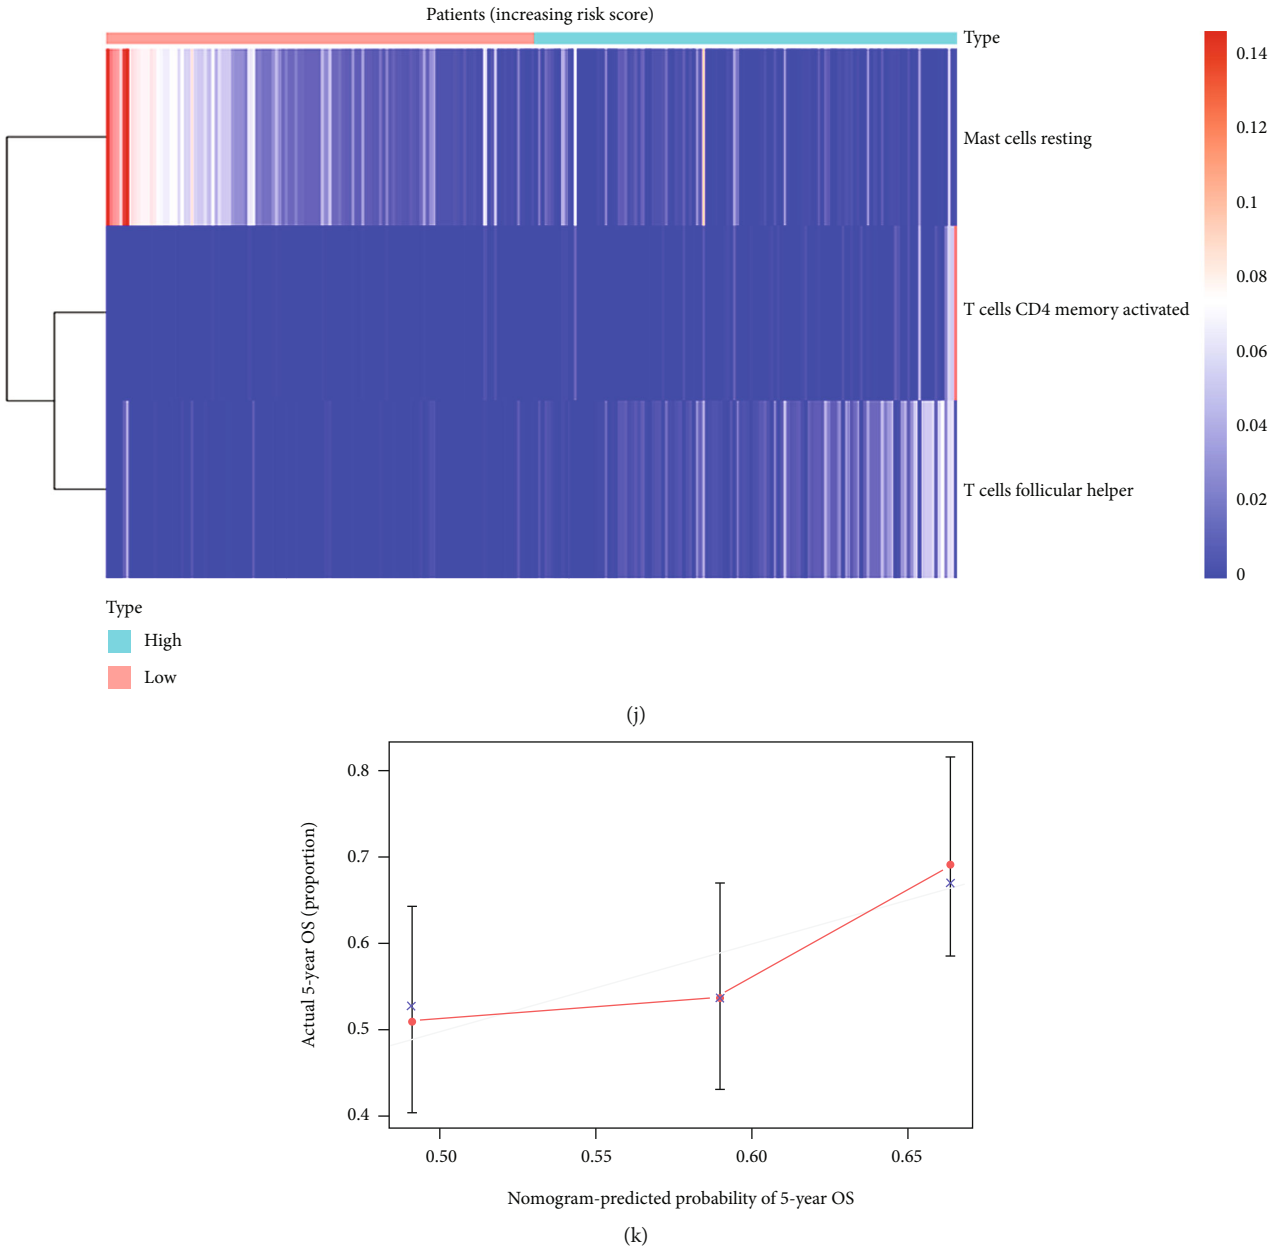 Patients (increasing risk score)
Type
Mast cells resting
T cells CD4 memory activated
T cells follicular helper
0.14
0.12
0.1
0.08
0.06
0.04
0.02
0
Type
High
Low
(j)
Actual 5-year OS (proportion)
0.8
0.7
0.6
0.5
0.4
0.50 0.55 0.60 0.65
Nomogram-predicted probability of 5-year OS
(k)